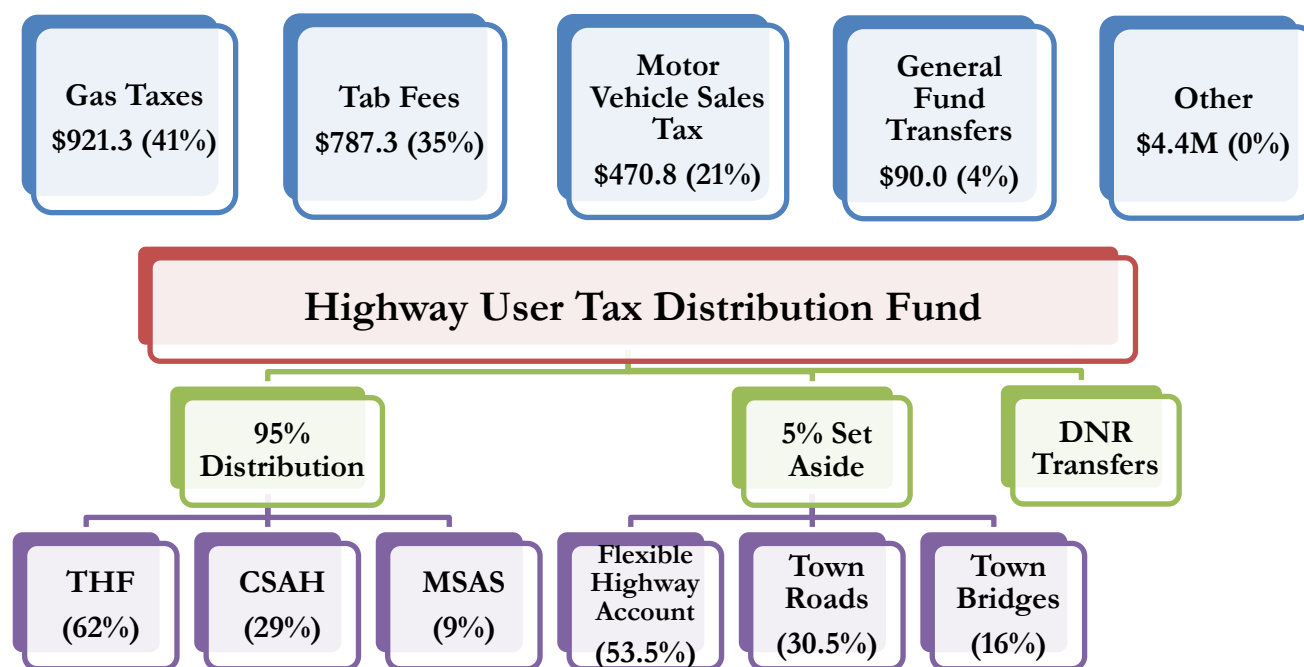 Gas Taxes
$921.3 (41%)
Tab Fees
$787.3 (35%)
Motor
Vehicle Sales
Tax
$470.8 (21%)
General
Fund
Transfers
$90.0 (4%)
Other
$4.4M (0%)
Highway User Tax Distribution Fund
95%
Distribution
5% Set
Aside
DNR
Transfers
THF
(62%)
CSAH
(29%)
MSAS
(9%)
Flexible
Highway
Account
(53.5%)
Town
Roads
(30.5%)
Town
Bridges
(16%)